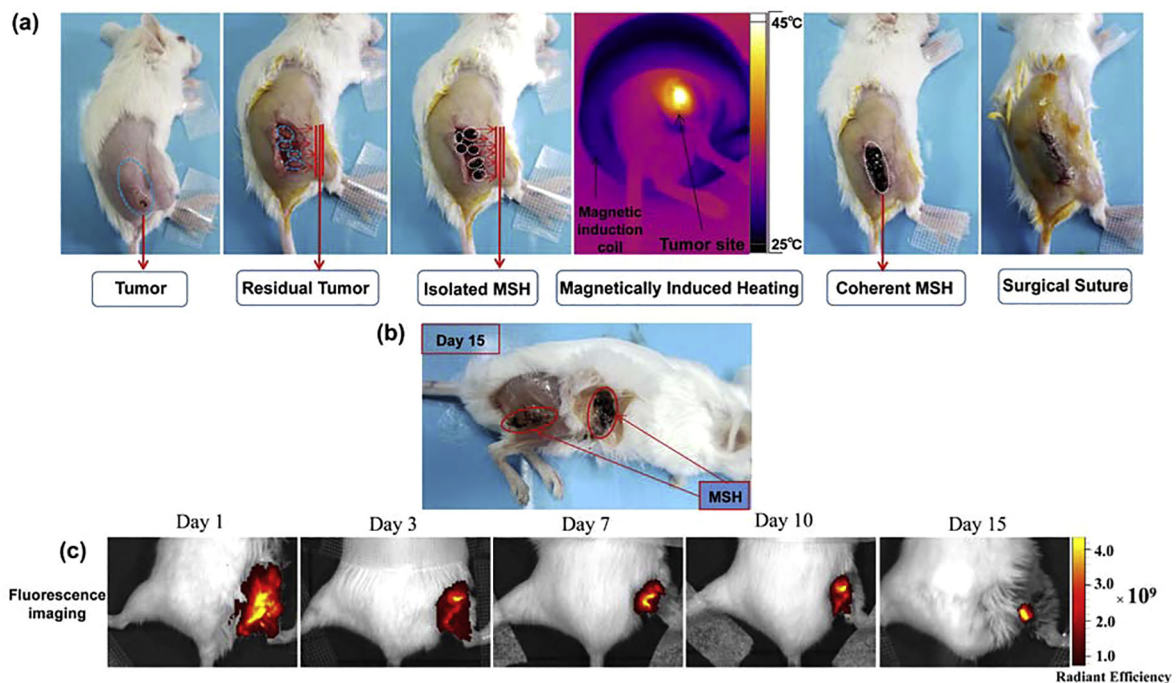 (a)
45°C
25°C
Magnetic
induction
coil
Tumor site
Tumor
Residual Tumor
Isolated MSH
Magnetically Induced Heating
Coherent MSH
Surgical Suture
(b)
Day 15
MSH
(c)
Day 1
Day 3
Day 7
Day 10
Day 15
Fluorescence
imaging
4.0
3.0
× 10⁹
2.0
1.0
Radiant Efficiency